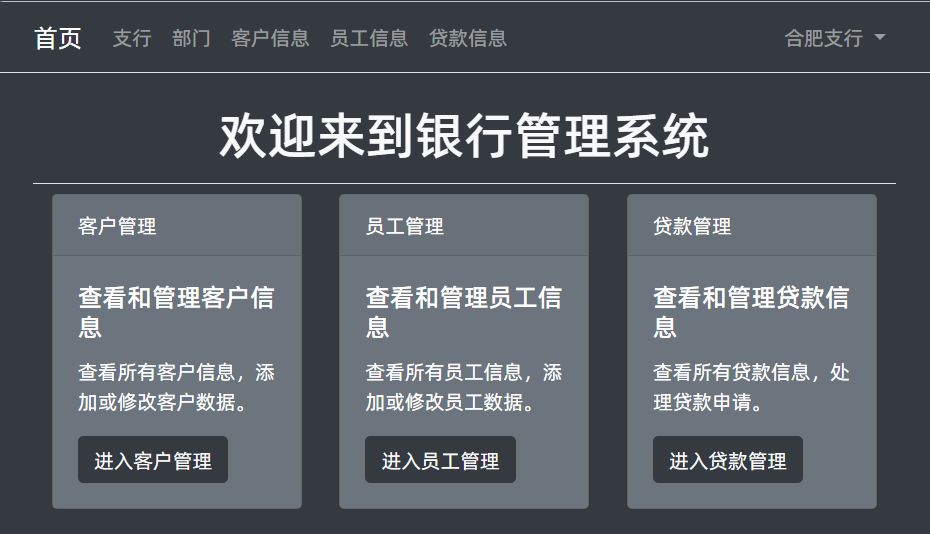 首页 支行 部门 客户信息 员工信息 贷款信息 合肥支行
欢迎来到银行管理系统
客户管理
查看和管理客户信
息
查看所有客户信息，添
加或修改客户数据。
进入客户管理
员工管理
查看和管理员工信
息
查看所有员工信息，添
加或修改员工数据。
进入员工管理
贷款管理
查看和管理贷款信
息
查看所有贷款信息，处
理贷款申请。
进入贷款管理